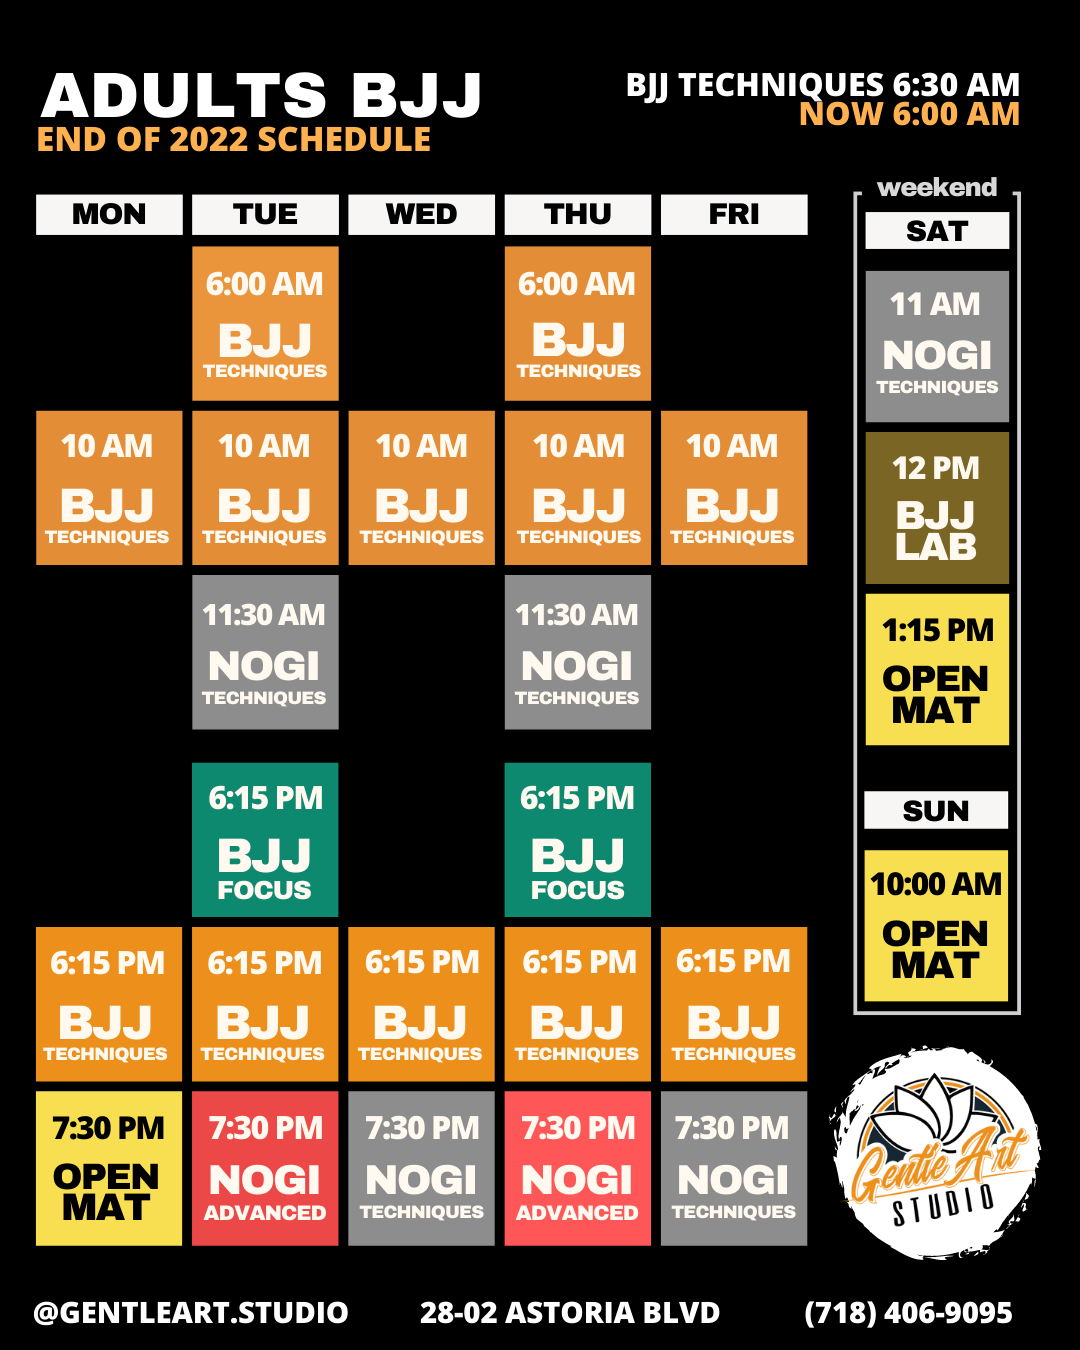 ADULTS BJJ
END OF 2022 SCHEDULE
BJJ TECHNIQUES 6:30 AM
NOW 6:00 AM
MON TUE WED THU FRI
6:00 AM 6:00 AM
BJJ BJJ
TECHNIQUES TECHNIQUES
10 AM 10 AM 10 AM 10 AM 10 AM
BJJ BJJ BJJ BJJ BJJ
TECHNIQUES TECHNIQUES TECHNIQUES TECHNIQUES TECHNIQUES
11:30 AM 11:30 AM
NOGI NOGI
TECHNIQUES TECHNIQUES
6:15 PM 6:15 PM
BJJ BJJ
FOCUS FOCUS
6:15 PM 6:15 PM 6:15 PM 6:15 PM 6:15 PM
BJJ BJJ BJJ BJJ BJJ
TECHNIQUES TECHNIQUES TECHNIQUES TECHNIQUES TECHNIQUES
7:30 PM 7:30 PM 7:30 PM 7:30 PM 7:30 PM
OPEN NOGI NOGI NOGI NOGI
MAT ADVANCED TECHNIQUES ADVANCED TECHNIQUES
weekend
SAT
11 AM
NOGI
TECHNIQUES
12 PM
BJJ
LAB
1:15 PM
OPEN
MAT
SUN
10:00 AM
OPEN
MAT
Gentle Art
STUDIO
@GENTLEART.STUDIO 28-02 ASTORIA BLVD (718) 406-9095